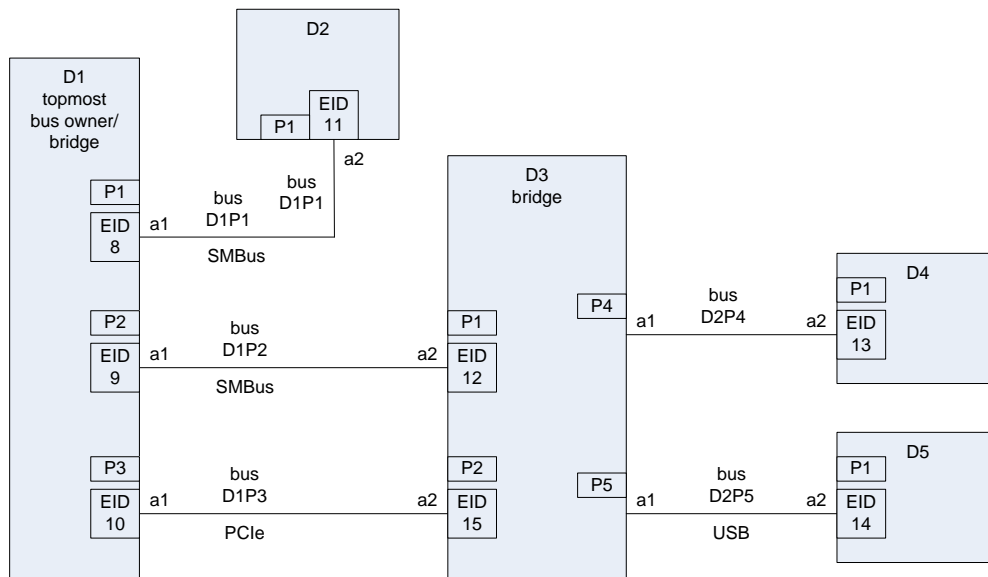 D2
EID
11
P1
a2
D1
topmost
bus owner/
bridge
P1
EID
8
a1
bus
D1P1
bus
D1P1
SMBus
D3
bridge
P2
EID
9
a1
bus
D1P2
a2
SMBus
P1
EID
12
P4
a1
bus
D2P4
a2
D4
P1
EID
13
P3
EID
10
a1
bus
D1P3
a2
PCIe
P2
EID
15
P5
a1
bus
D2P5
a2
USB
D5
P1
EID
14